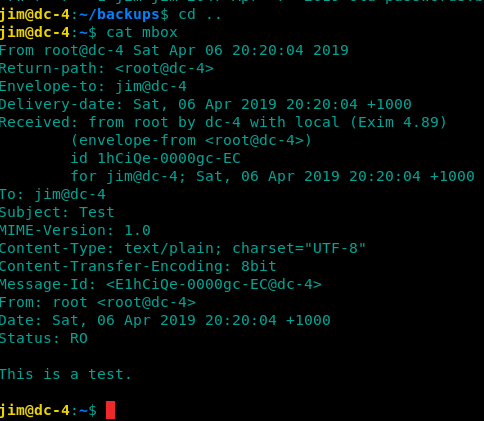 jim@dc-4:~/backups$ cd ..
jim@dc-4:~$ cat mbox
From root@dc-4 Sat Apr 06 20:20:04 2019
Return-path: <root@dc-4>
Envelope-to: jim@dc-4
Delivery-date: Sat, 06 Apr 2019 20:20:04 +1000
Received: from root by dc-4 with local (Exim 4.89)
        (envelope-from <root@dc-4>)
        id 1hCiQe-0000gc-EC
        for jim@dc-4; Sat, 06 Apr 2019 20:20:04 +1000
To: jim@dc-4
Subject: Test
MIME-Version: 1.0
Content-Type: text/plain; charset="UTF-8"
Content-Transfer-Encoding: 8bit
Message-Id: <E1hCiQe-0000gc-EC@dc-4>
From: root <root@dc-4>
Date: Sat, 06 Apr 2019 20:20:04 +1000
Status: RO

This is a test.

jim@dc-4:~$